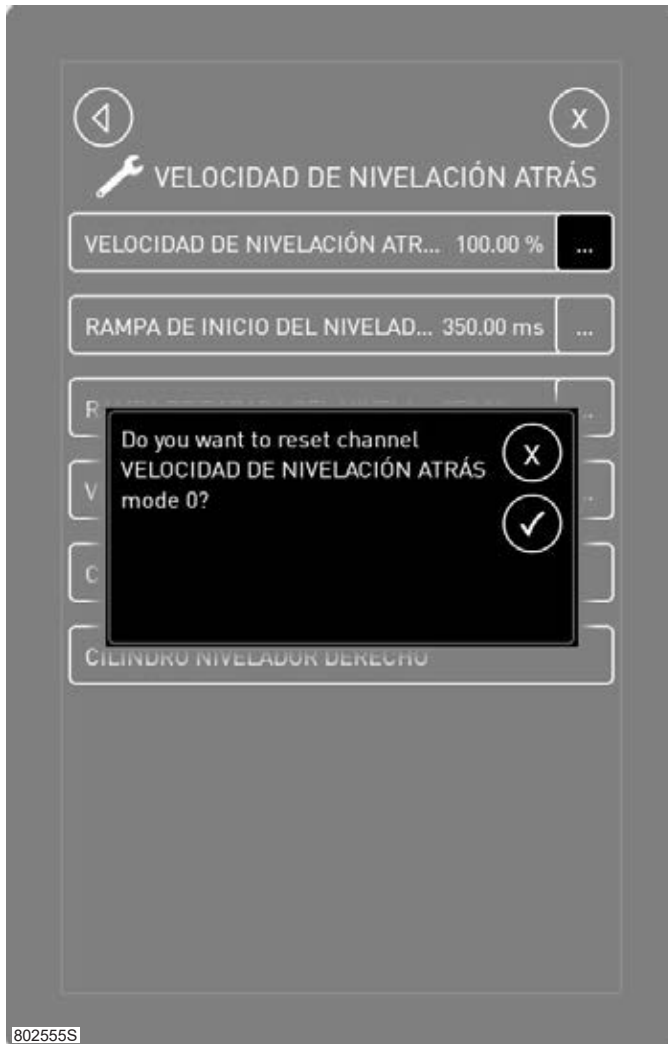 X
VELOCIDAD DE NIVELACIÓN ATRÁS
VELOCIDAD DE NIVELACIÓN ATR... 100.00 % ...
RAMPA DE INICIO DEL NIVELAD... 350.00 ms ...
R
Do you want to reset channel
VELOCIDAD DE NIVELACIÓN ATRÁS
mode 0?
X
V
C
CILINDRO NIVELADOR DERECHO
802555S